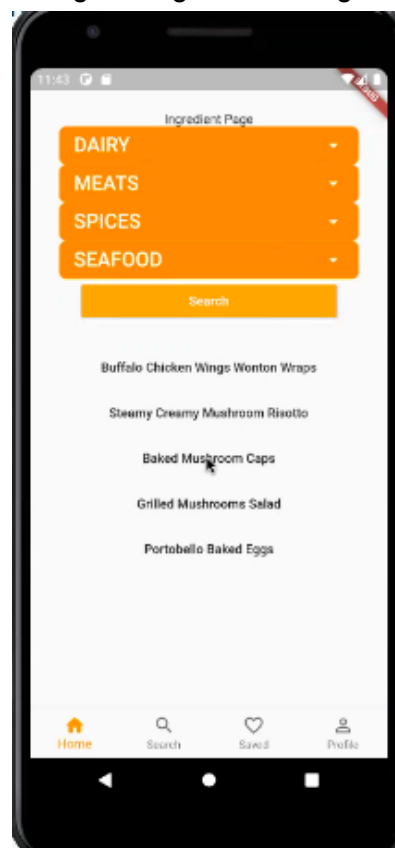 11:43
DEBUG
Ingredient Page
DAIRY
MEATS
SPICES
SEAFOOD
Search
Buffalo Chicken Wings Wonton Wraps
Steamy Creamy Mushroom Risotto
Baked Mushroom Caps
Grilled Mushrooms Salad
Portobello Baked Eggs
Home Search Saved Profile